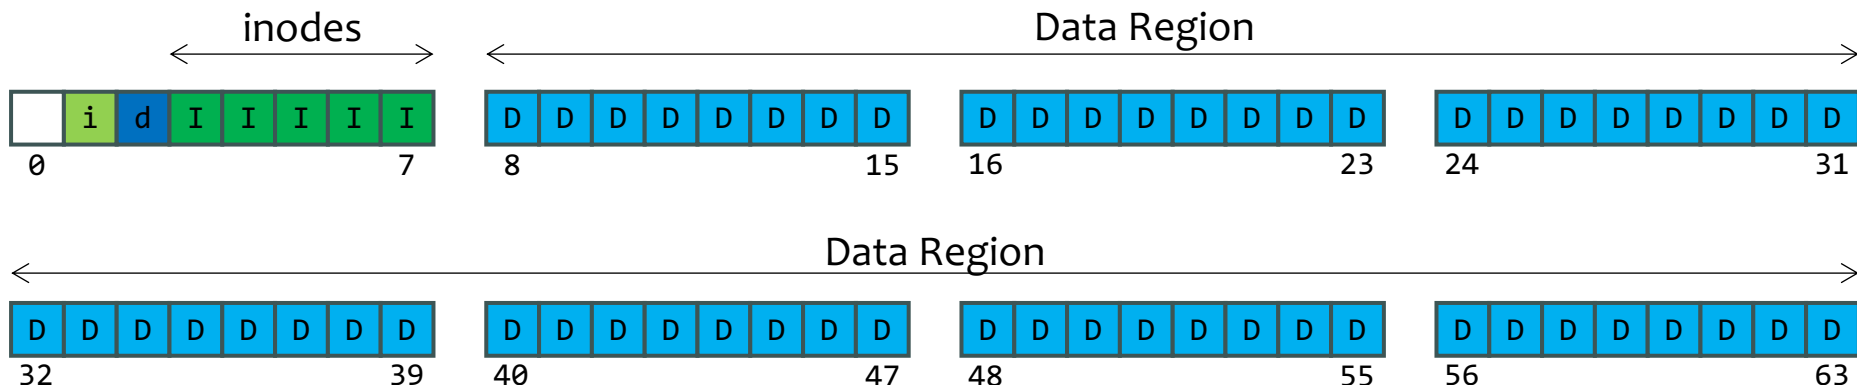 inodes Data Region
i d I I I I I D D D D D D D D D D D D D D D D D D D D D D D D
0 7 8 15 16 23 24 31
Data Region
D D D D D D D D D D D D D D D D D D D D D D D D D D D D D D D D
32 39 40 47 48 55 56 63